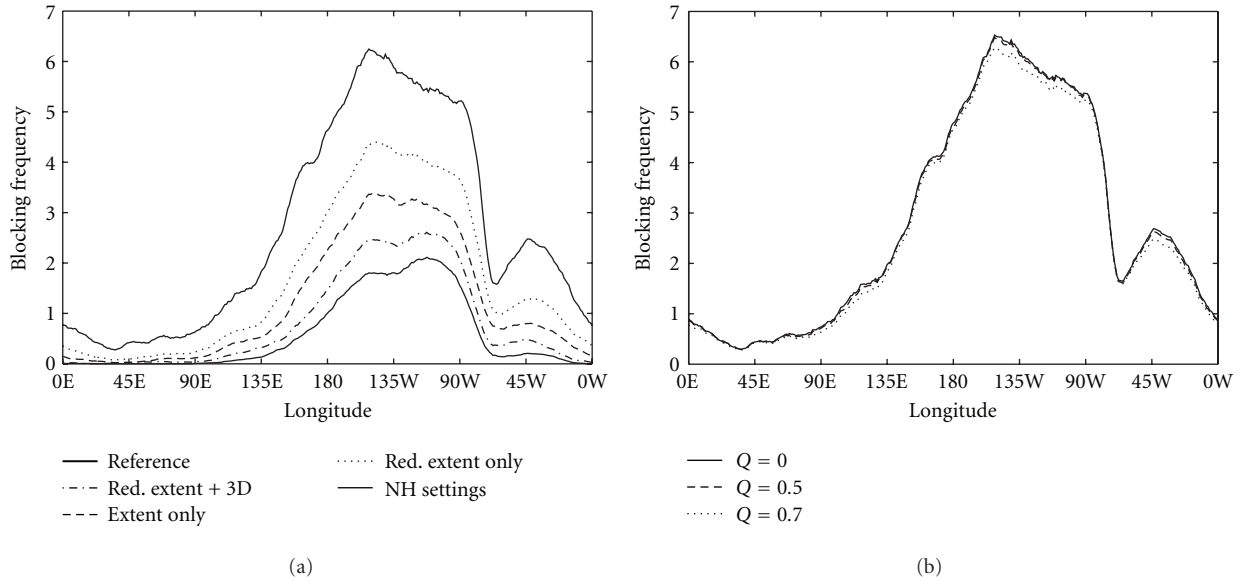 7
6
5
4
3
2
1
0
Blocking frequency
0E 45E 90E 135E 180 135W 90W 45W 0W
Longitude
Reference
Red. extent + 3D
Extent only
Red. extent only
NH settings
(a)
7
6
5
4
3
2
1
0
Blocking frequency
0E 45E 90E 135E 180 135W 90W 45W 0W
Longitude
Q = 0
Q = 0.5
Q = 0.7
(b)